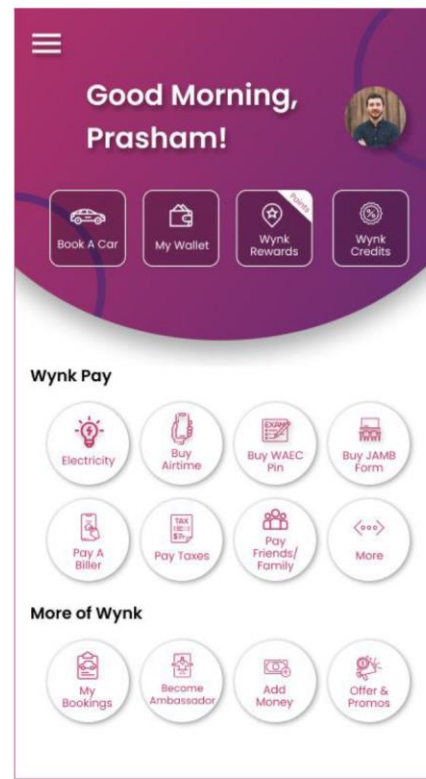 Good Morning,
Prasham!
Points
Book A Car
My Wallet
Wynk
Rewards
Wynk
Credits
Wynk Pay
Electricity
Buy
Airtime
EXAM
Buy WAEC
Pin
Buy JAMB
Form
Pay A
Biller
TAX
Pay Taxes
Pay
Friends/
Family
More
More of Wynk
My
Bookings
Become
Ambassador
Add
Money
Offer &
Promos